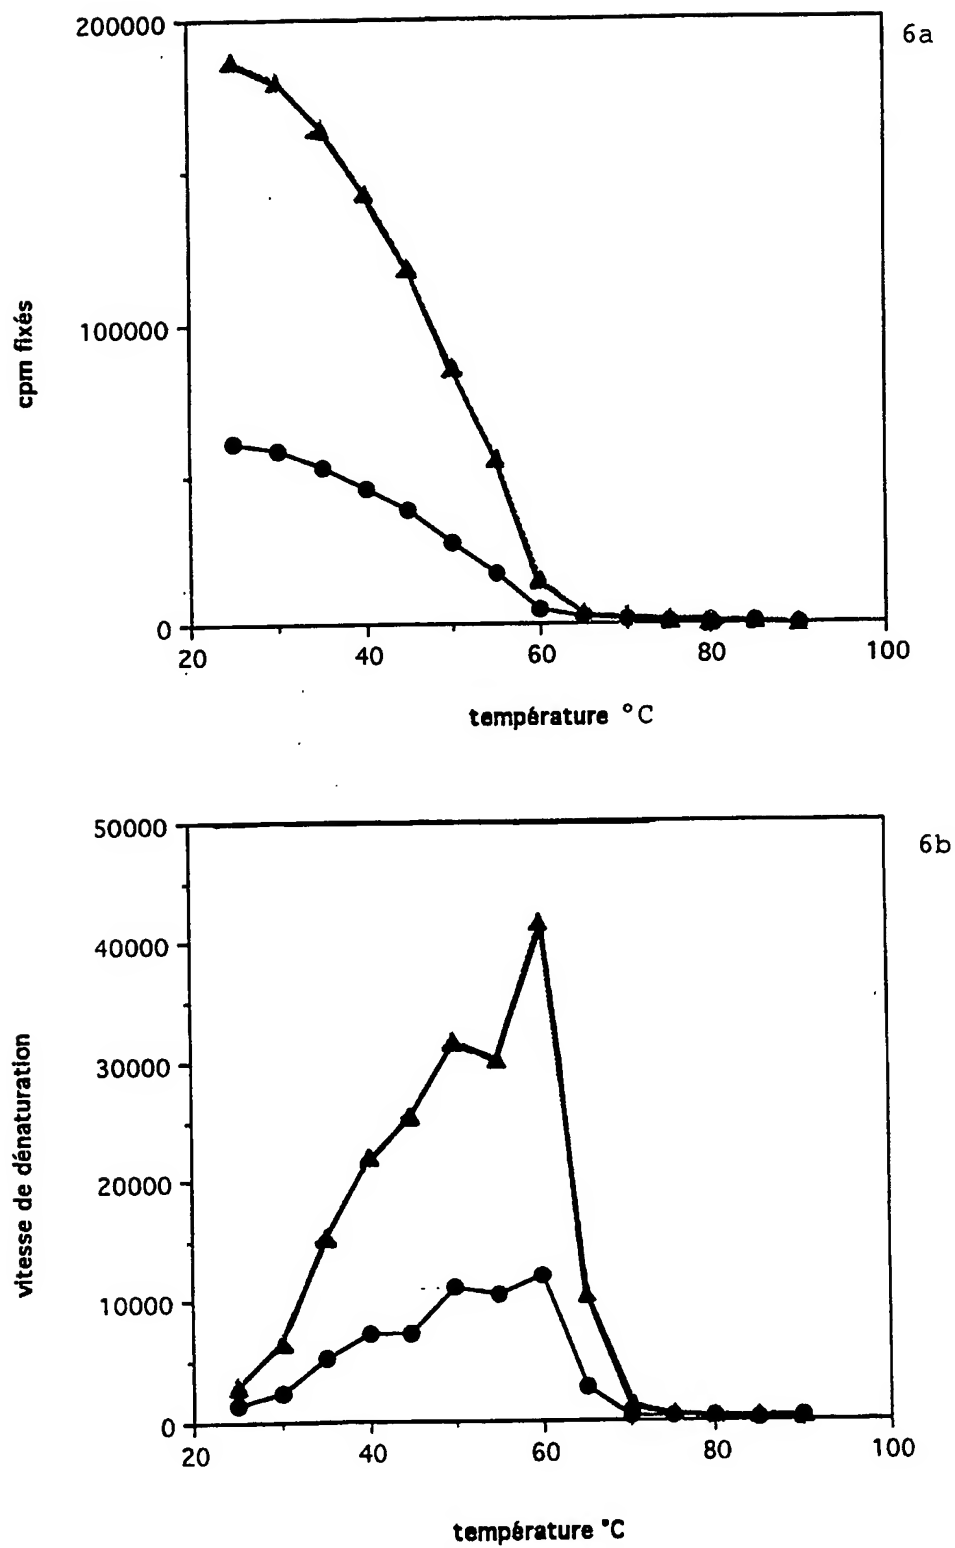 6a
200000
100000
0
cpm fixés
20 40 60 80 100
température °C
6b
50000
40000
30000
20000
10000
0
vitesse de dénaturation
20 40 60 80 100
température °C